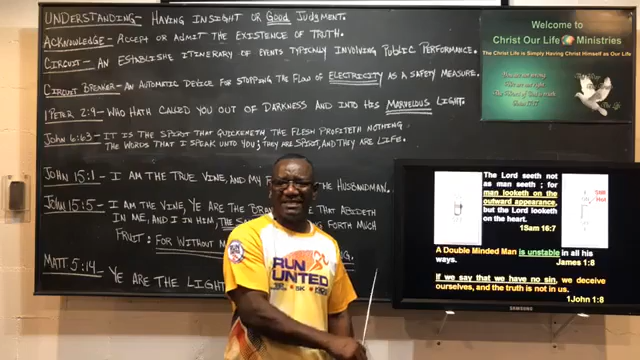 UNDERSTANDING- HAVING INSIGHT OR GOOD JUDGMENT.
ACKNOWLEDGE- ACCEPT OR ADMIT THE EXISTENCE OF TRUTH.
CIRCUIT- AN ESTABLISHE ITINERARY OF EVENTS TYPICALLY INVOLVING PUBLIC PERFORMANCE.
CIRCUIT BREAKER- AN AUTOMATIC DEVICE FOR STOPPING THE FLOW OF ELECTRICITY AS A SAFETY MEASURE.
1 PETER 2:9- WHO HATH CALLED YOU OUT OF DARKNESS AND INTO HIS MARVELOUS LIGHT.
JOHN 6:63- IT IS THE SPIRIT THAT QUICKENETH THE FLESH PROFITETH NOTHING:
THE WORDS THAT I SPEAK UNTO YOU; THEY ARE SPIRIT, AND THEY ARE LIFE.
JOHN 15:1- I AM THE TRUE VINE, AND MY THE HUSBANDMAN.
JOHN 15:5- I AM THE VINE, YE ARE THE THAT ABIDETH
IN ME, AND I IN HIM, THE FORTH MUCH
FRUIT: FOR WITHOUT
MATT 5:14- YE ARE THE LIGHT
Welcome to
Christ Our Life Ministries
The Christ Life is Simply Having Christ Himself as Our Life
The Life
The Lord seeth not
as man seeth; for
man looketh on the
outward appearance,
but the Lord looketh
on the heart.
1Sam 16:7
A Double Minded Man is unstable in all his
ways.
James 1:8
If we say that we have no sin, we deceive
ourselves, and the truth is not in us.
1John 1:8
SAMSUNG
RUN
UNITED
5K